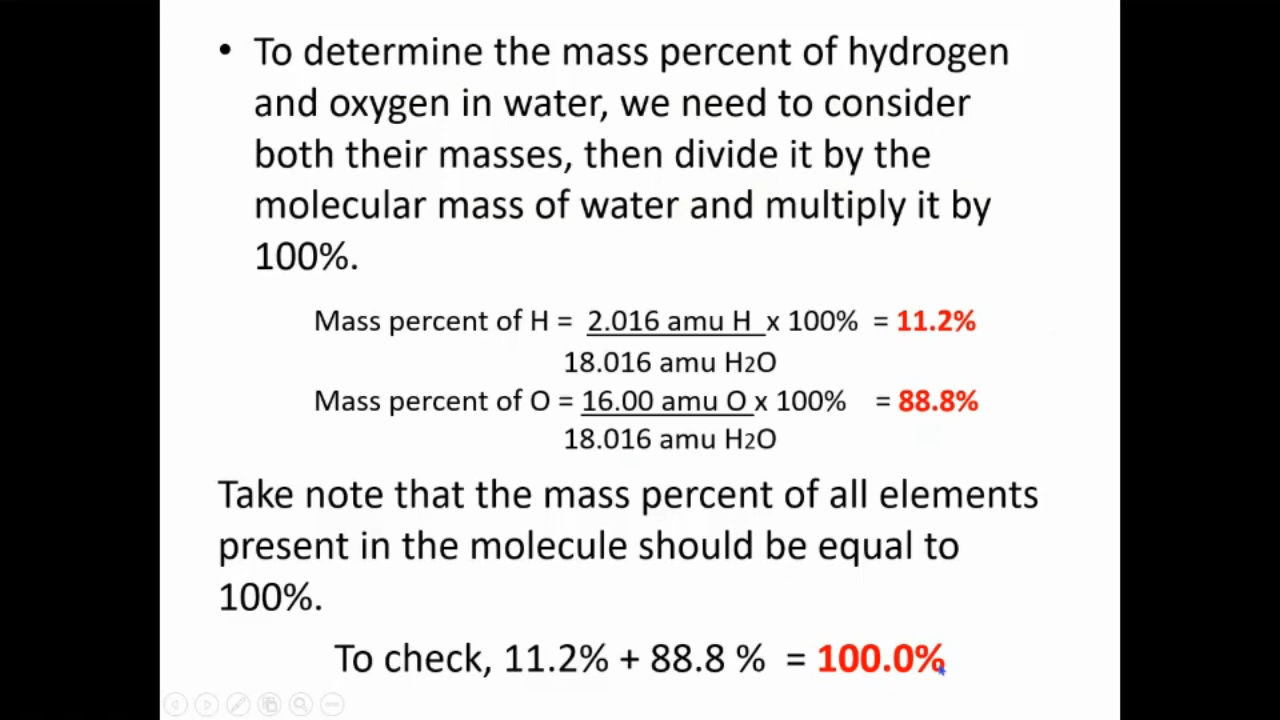 • To determine the mass percent of hydrogen
and oxygen in water, we need to consider
both their masses, then divide it by the
molecular mass of water and multiply it by
100%.
Mass percent of H = 2.016 amu H x 100% = 11.2%
18.016 amu H2O
Mass percent of O = 16.00 amu O x 100% = 88.8%
18.016 amu H2O
Take note that the mass percent of all elements
present in the molecule should be equal to
100%.
To check, 11.2% + 88.8 % = 100.0%